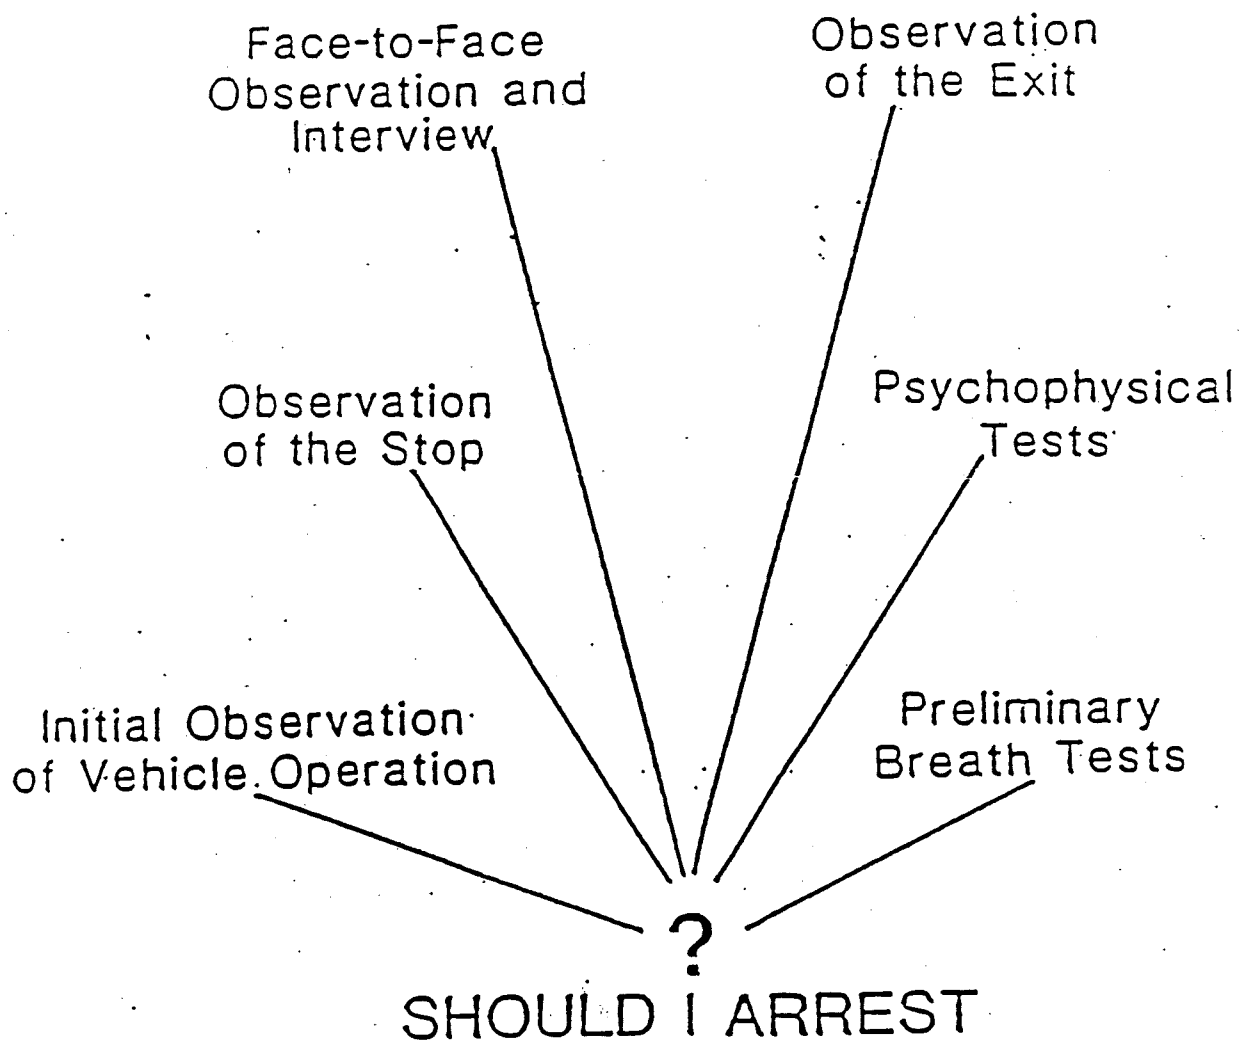 Face-to-Face
Observation and
Interview
Observation
of the Exit
Observation
of the Stop
Psychophysical
Tests
Initial Observation
of Vehicle Operation
Preliminary
Breath Tests
?
SHOULD I ARREST